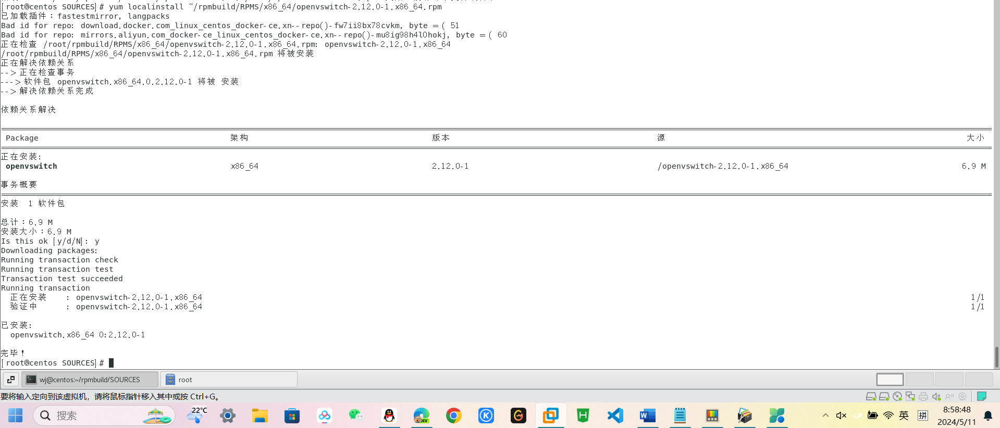 [root@centos SOURCES]# yum localinstall ~/rpmbuild/RPMS/x86_64/openvswitch-2.12.0-1.x86_64.rpm
已加载插件：fastestmirror, langpacks
Bad id for repo: download.docker.com_linux_centos_docker-ce.xn--repo()-fw7ii8bx78cvkm, byte = ( 51
Bad id for repo: mirrors.aliyun.com_docker-ce_linux_centos_docker-ce.xn--repo()-mu8ig98h4l0hokj, byte = ( 60
正在检查 /root/rpmbuild/RPMS/x86_64/openvswitch-2.12.0-1.x86_64.rpm: openvswitch-2.12.0-1.x86_64
/root/rpmbuild/RPMS/x86_64/openvswitch-2.12.0-1.x86_64.rpm 将被安装
正在解决依赖关系
--> 正在检查事务
---> 软件包 openvswitch.x86_64.0.2.12.0-1 将被 安装
--> 解决依赖关系完成
依赖关系解决
Package 架构 版本 源 大小
正在安装:
openvswitch x86_64 2.12.0-1 /openvswitch-2.12.0-1.x86_64 6.9 M
事务概要
安装 1 软件包
总计：6.9 M
安装大小：6.9 M
Is this ok [y/d/N]: y
Downloading packages:
Running transaction check
Running transaction test
Transaction test succeeded
Running transaction
正在安装 : openvswitch-2.12.0-1.x86_64 1/1
验证中 : openvswitch-2.12.0-1.x86_64 1/1
已安装:
openvswitch.x86_64 0:2.12.0-1
完毕！
[root@centos SOURCES]#
wj@centos:~/rpmbuild/SOURCES root
要将输入定向到该虚拟机，请将鼠标指针移入其中或按 Ctrl+G。
搜索 22°C DEV 英 拼 8:58:48
2024/5/11